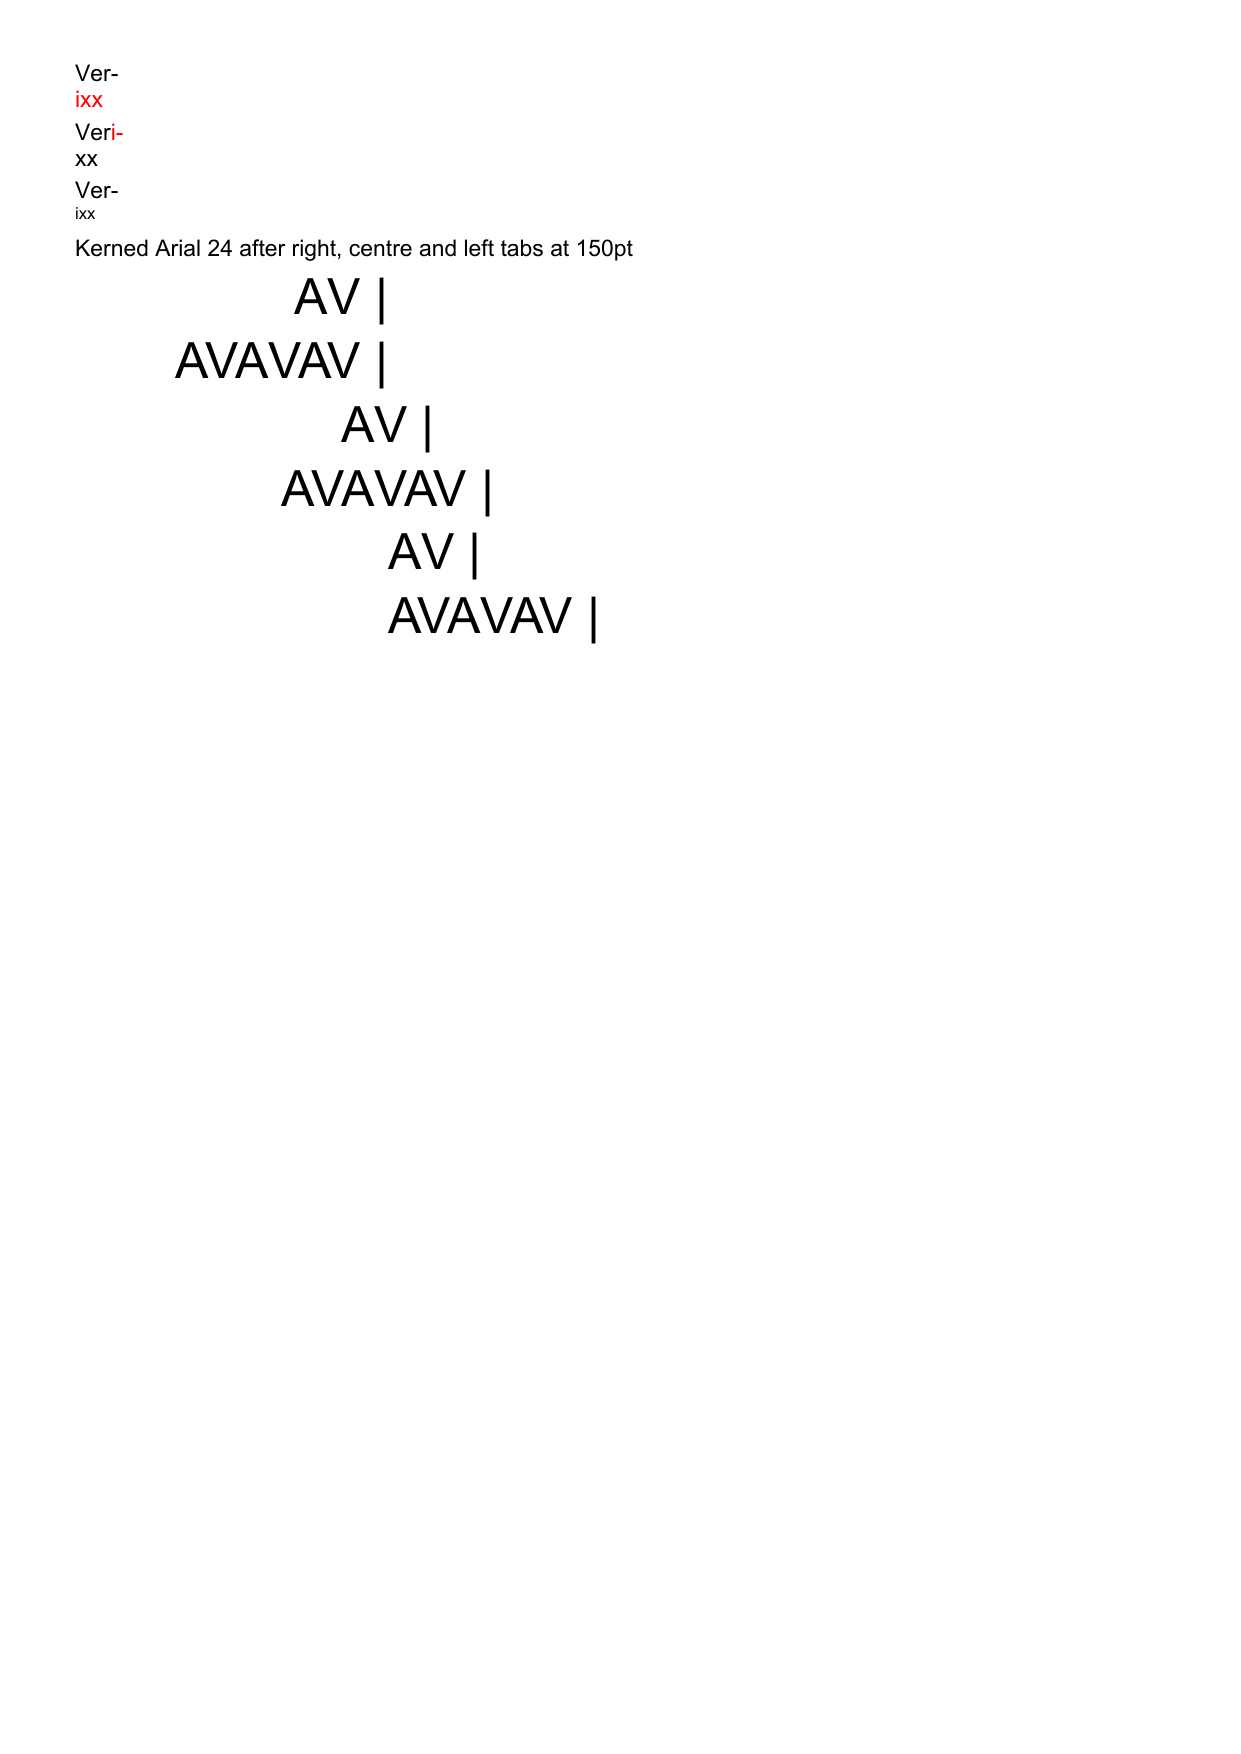 Ver-
ixx
Veri-
xx
Ver-
ixx
Kerned Arial 24 after right, centre and left tabs at 150pt
AV |
AVAVAV |
AV |
AVAVAV |
AV |
AVAVAV |